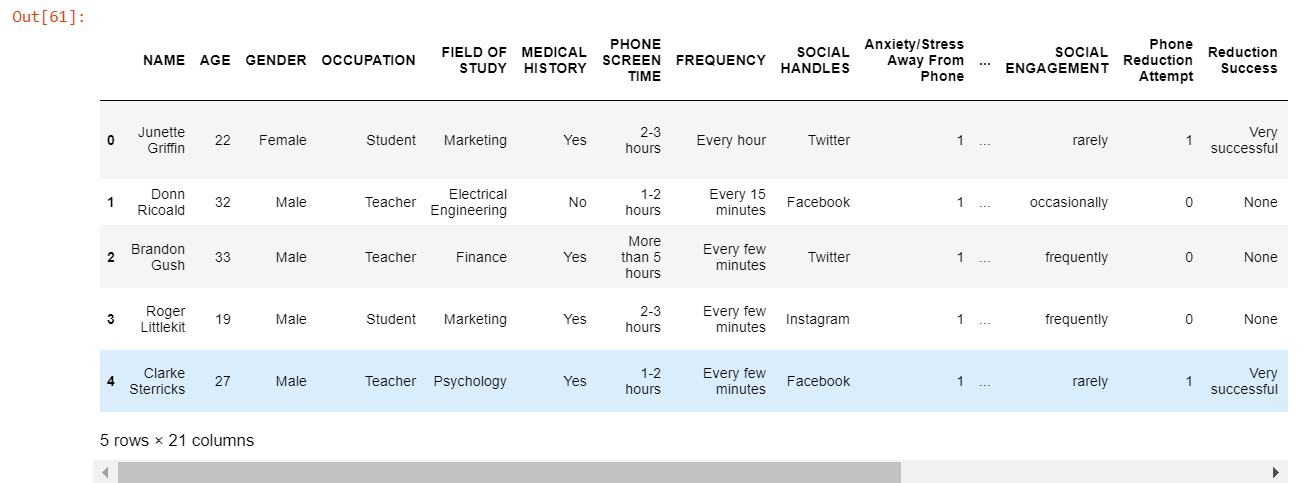 Out[61]:
NAME AGE GENDER OCCUPATION FIELD OF STUDY MEDICAL HISTORY PHONE SCREEN TIME FREQUENCY SOCIAL HANDLES Anxiety/Stress Away From Phone ... SOCIAL ENGAGEMENT Phone Reduction Attempt Reduction Success
0 Junette Griffin 22 Female Student Marketing Yes 2-3 hours Every hour Twitter 1 ... rarely 1 Very successful
1 Donn Ricoald 32 Male Teacher Electrical Engineering No 1-2 hours Every 15 minutes Facebook 1 ... occasionally 0 None
2 Brandon Gush 33 Male Teacher Finance Yes More than 5 hours Every few minutes Twitter 1 ... frequently 0 None
3 Roger Littlekit 19 Male Student Marketing Yes 2-3 hours Every few minutes Instagram 1 ... frequently 0 None
4 Clarke Sterricks 27 Male Teacher Psychology Yes 1-2 hours Every few minutes Facebook 1 ... rarely 1 Very successful
5 rows × 21 columns